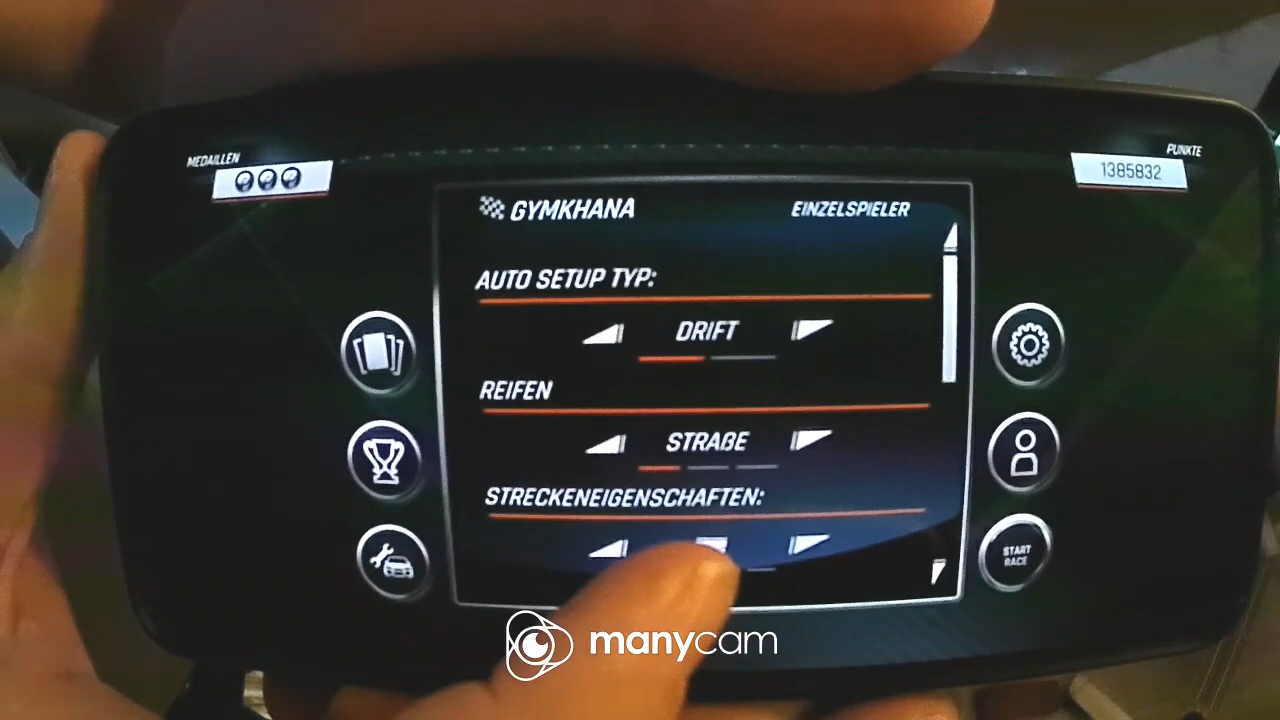 MEDAILLEN
PUNKTE
1385832
GYMKHANA
EINZELSPIELER
AUTO SETUP TYP:
DRIFT
REIFEN
STRAßE
STRECKENEIGENSCHAFTEN:
START
RACE
manycam